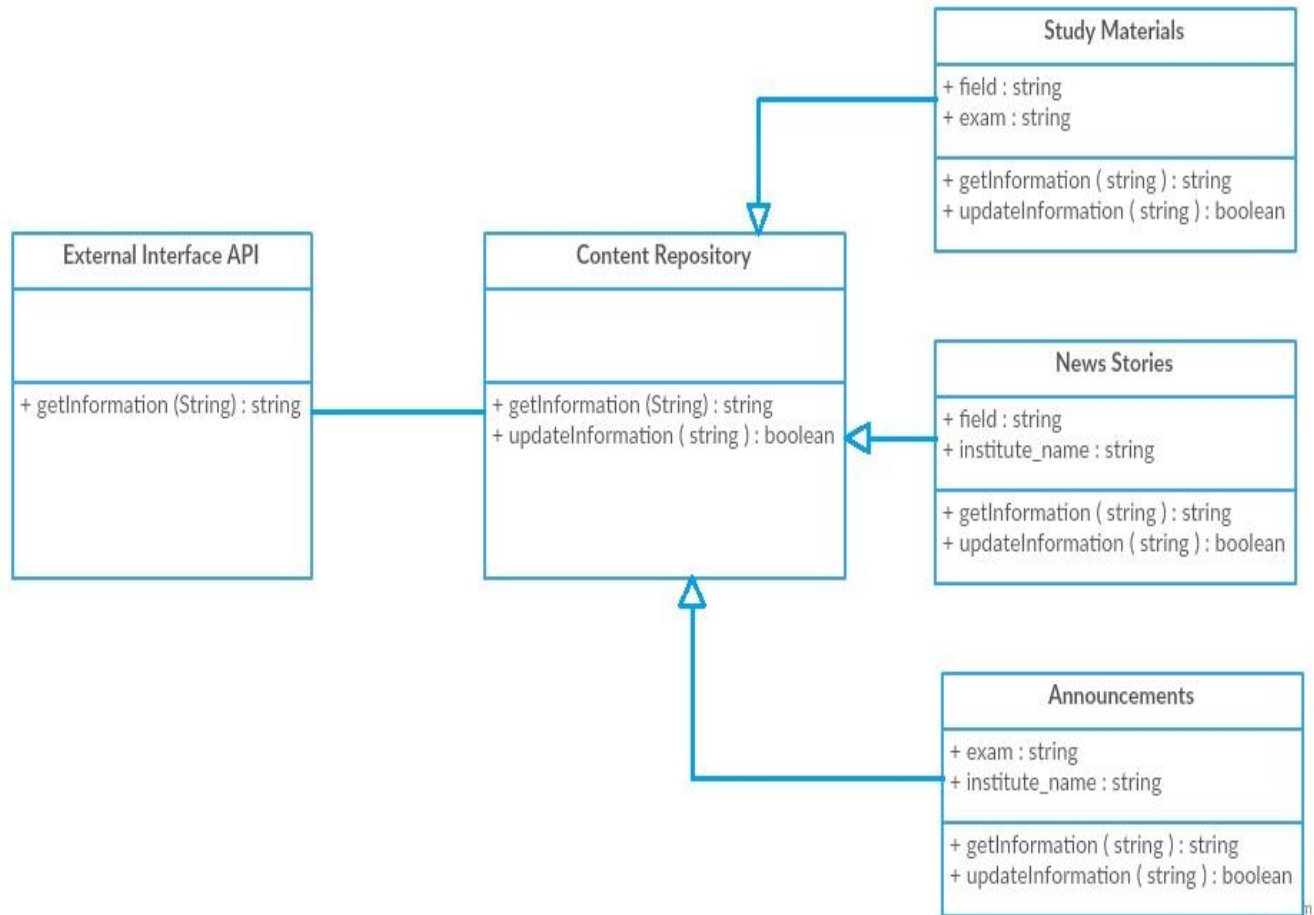 External Interface API
+ getInformation (String) : string
Content Repository
+ getInformation (String) : string
+ updateInformation ( string ) : boolean
Study Materials
+ field : string
+ exam : string
+ getInformation ( string ) : string
+ updateInformation ( string ) : boolean
News Stories
+ field : string
+ institute_name : string
+ getInformation ( string ) : string
+ updateInformation ( string ) : boolean
Announcements
+ exam : string
+ institute_name : string
+ getInformation ( string ) : string
+ updateInformation ( string ) : boolean